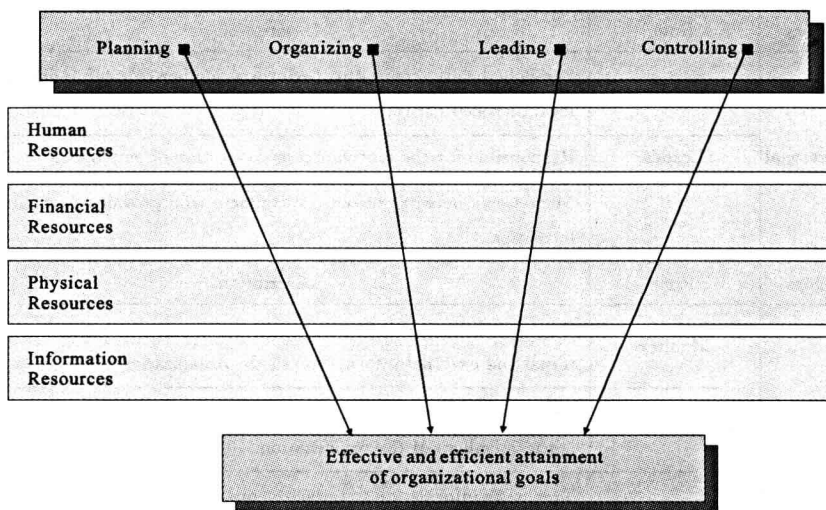 Planning Organizing Leading Controlling
Human
Resources
Financial
Resources
Physical
Resources
Information
Resources
Effective and efficient attainment
of organizational goals